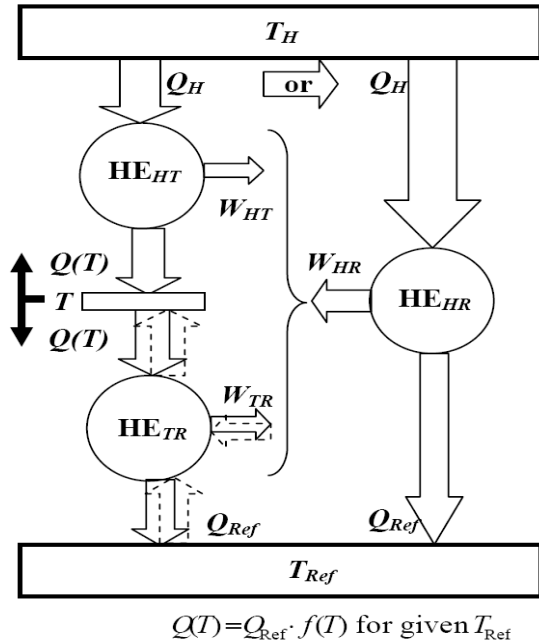 T_H
Q_H or Q_H
HE_HT
W_HT
Q(T) W_HR
T HE_HR
Q(T)
W_TR
HE_TR
Q_Ref Q_Ref
T_Ref
Q(T)=Q_Ref · f(T) for given T_Ref